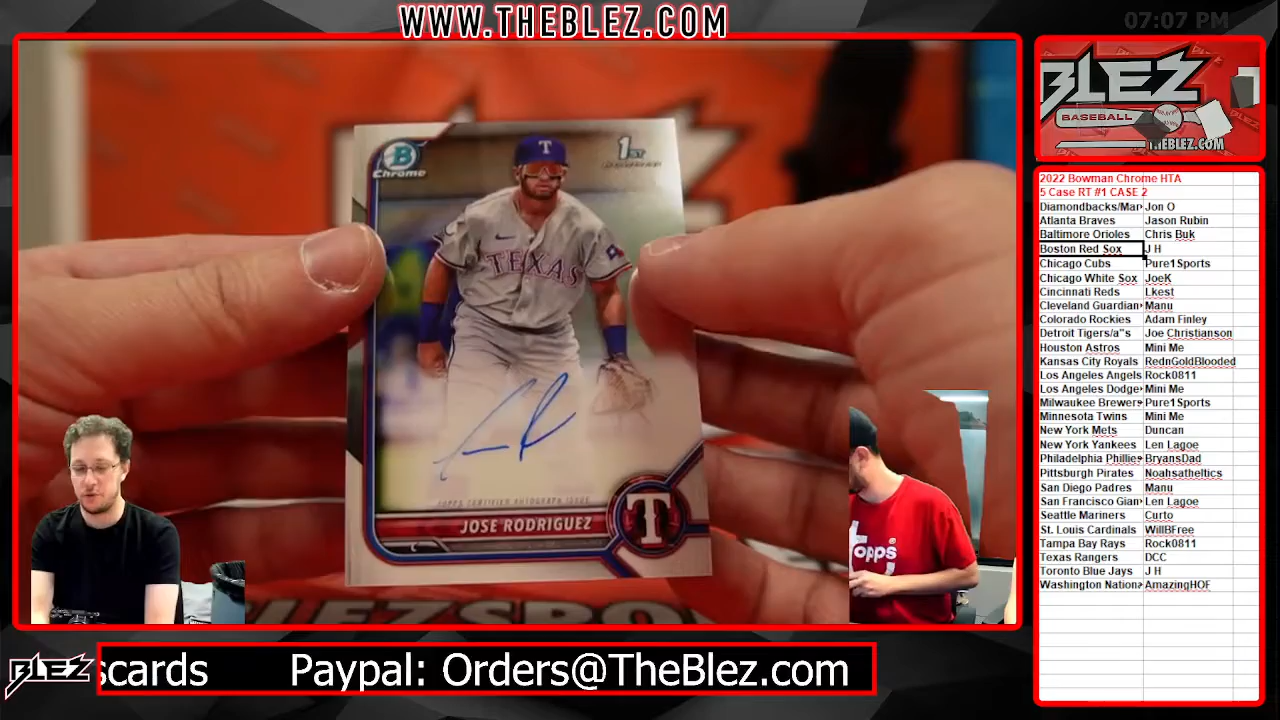 WWW.THEBLEZ.COM
07:07 PM
BLEZ
BASEBALL
THEBLEZ.COM
B
Chrome
1ST
T
TEXAS
TOPPS CERTIFIED AUTOGRAPH ISSUE
JOSE RODRIGUEZ
T
opps
2022 Bowman Chrome HTA
5 Case RT #1 CASE 2
Diamondbacks/Mar Jon O
Atlanta Braves Jason Rubin
Baltimore Orioles Chris Buk
Boston Red Sox J H
Chicago Cubs Pure1Sports
Chicago White Sox JoeK
Cincinnati Reds Lkest
Cleveland Guardian Manu
Colorado Rockies Adam Finley
Detroit Tigers/a"s Joe Christianson
Houston Astros Mini Me
Kansas City Royals RednGoldBlooded
Los Angeles Angels Rock0811
Los Angeles Dodge Mini Me
Milwaukee Brewers Pure1Sports
Minnesota Twins Mini Me
New York Mets Duncan
New York Yankees Len Lagoe
Philadelphia Phillie BryansDad
Pittsburgh Pirates Noahsatheltics
San Diego Padres Manu
San Francisco Gian Len Lagoe
Seattle Mariners Curto
St. Louis Cardinals WillBFree
Tampa Bay Rays Rock0811
Texas Rangers DCC
Toronto Blue Jays J H
Washington Nationa AmazingHOF
BLEZ
scards Paypal: Orders@TheBlez.com